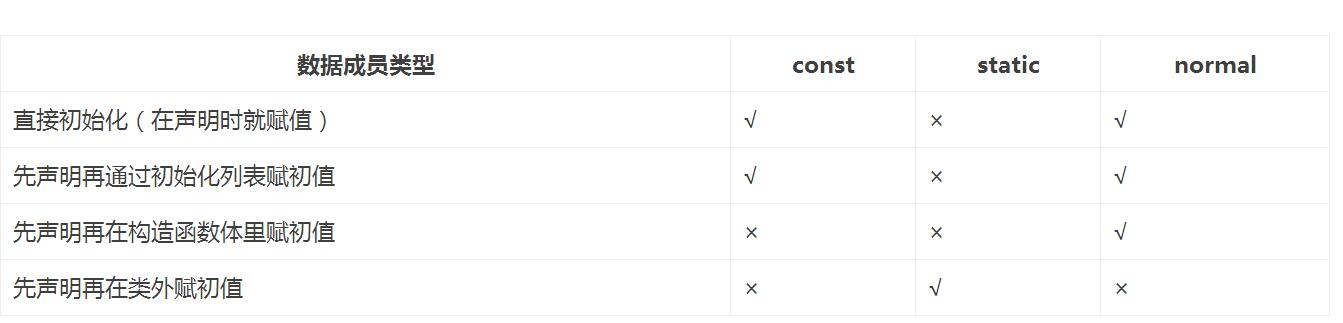 数据成员类型 const static normal
直接初始化（在声明时就赋值） √ × √
先声明再通过初始化列表赋初值 √ × √
先声明再在构造函数体里赋初值 × × √
先声明再在类外赋初值 × √ ×